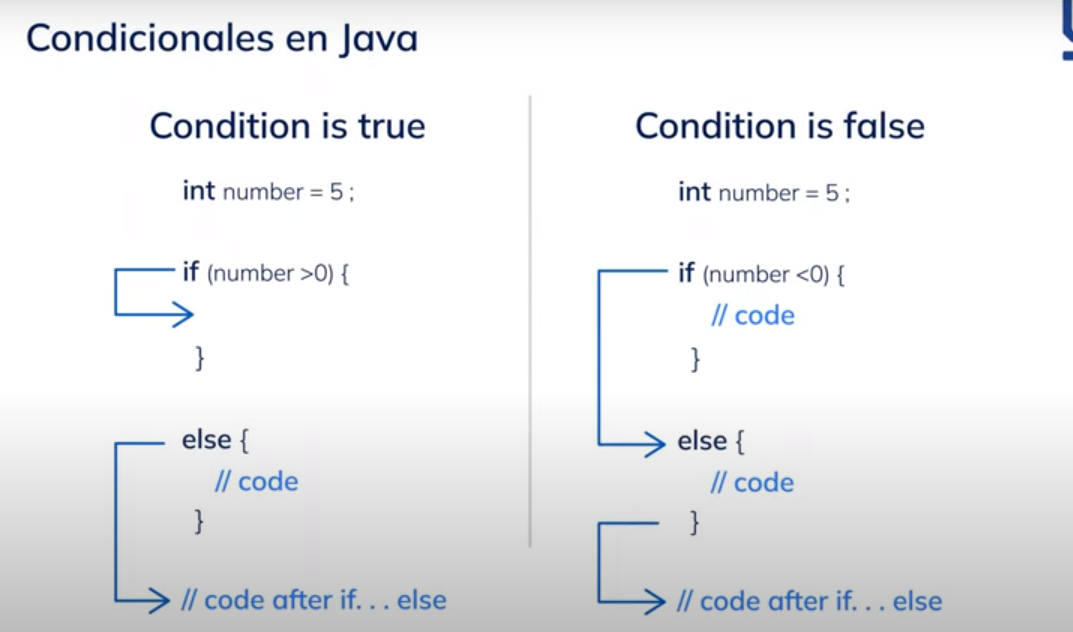 Condicionales en Java
Condition is true
int number = 5 ;
if (number >0) {
}
else {
// code
}
// code after if. . . else
Condition is false
int number = 5 ;
if (number <0) {
// code
}
else {
// code
}
// code after if. . . else